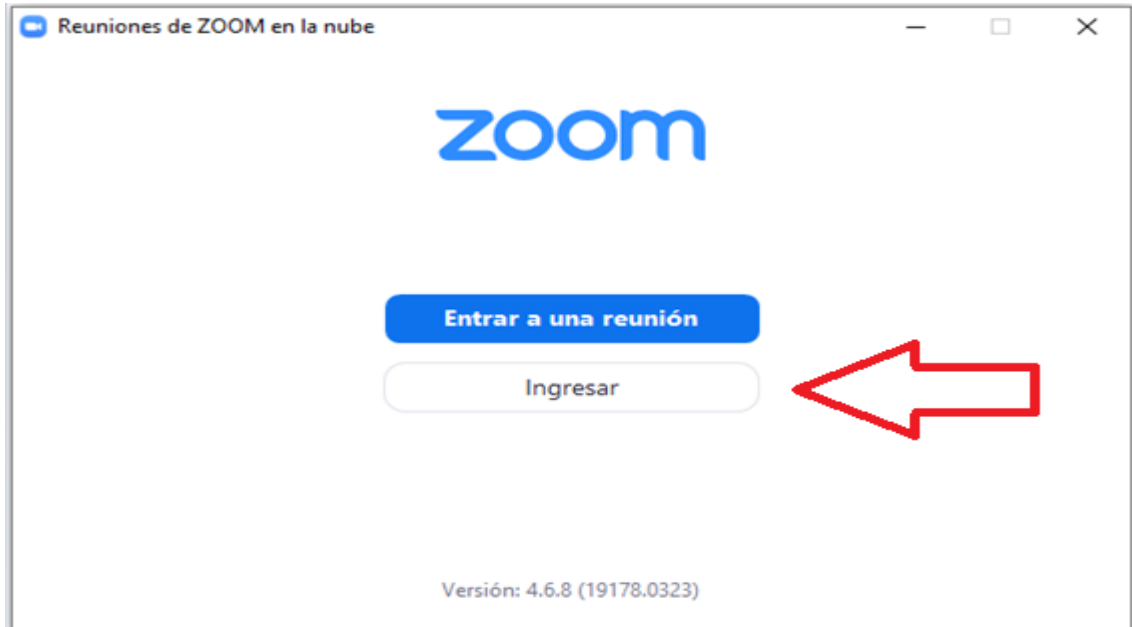 Reuniones de ZOOM en la nube
zoom
Entrar a una reunión
Ingresar
Versión: 4.6.8 (19178.0323)